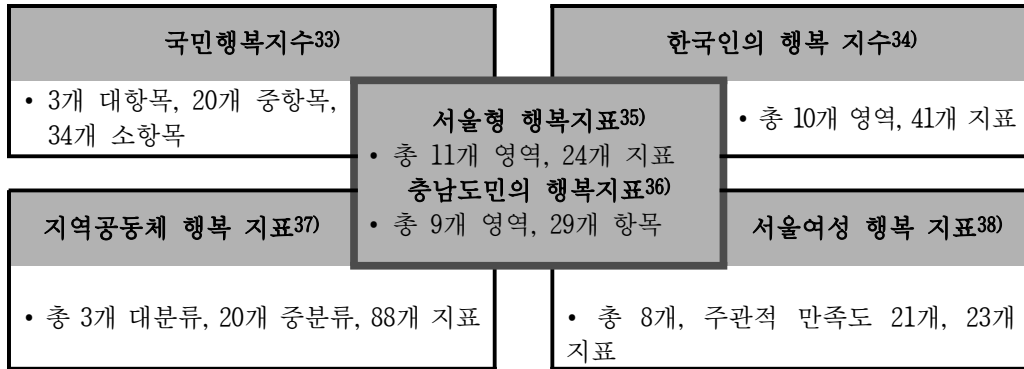 국민행복지수33)
• 3개 대항목, 20개 중항목,
34개 소항목
한국인의 행복 지수34)
• 총 10개 영역, 41개 지표
서울형 행복지표35)
• 총 11개 영역, 24개 지표
충남도민의 행복지표36)
• 총 9개 영역, 29개 항목
지역공동체 행복 지표37)
• 총 3개 대분류, 20개 중분류, 88개 지표
서울여성 행복 지표38)
• 총 8개, 주관적 만족도 21개, 23개
지표